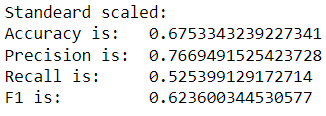 Standeard scaled:
Accuracy is:   0.6753343239227341
Precision is:  0.7669491525423728
Recall is:     0.525399129172714
F1 is:         0.623600344530577